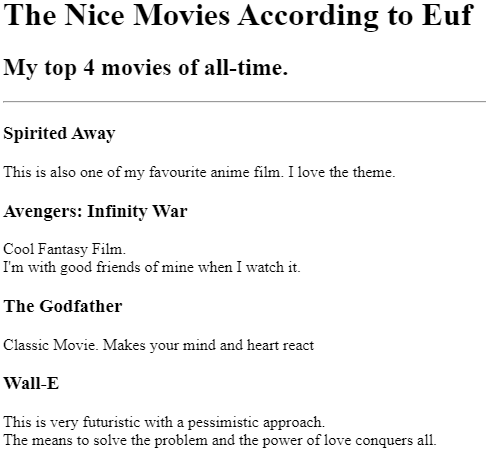 The Nice Movies According to Euf
My top 4 movies of all-time.
Spirited Away
This is also one of my favourite anime film. I love the theme.
Avengers: Infinity War
Cool Fantasy Film.
I'm with good friends of mine when I watch it.
The Godfather
Classic Movie. Makes your mind and heart react
Wall-E
This is very futuristic with a pessimistic approach.
The means to solve the problem and the power of love conquers all.